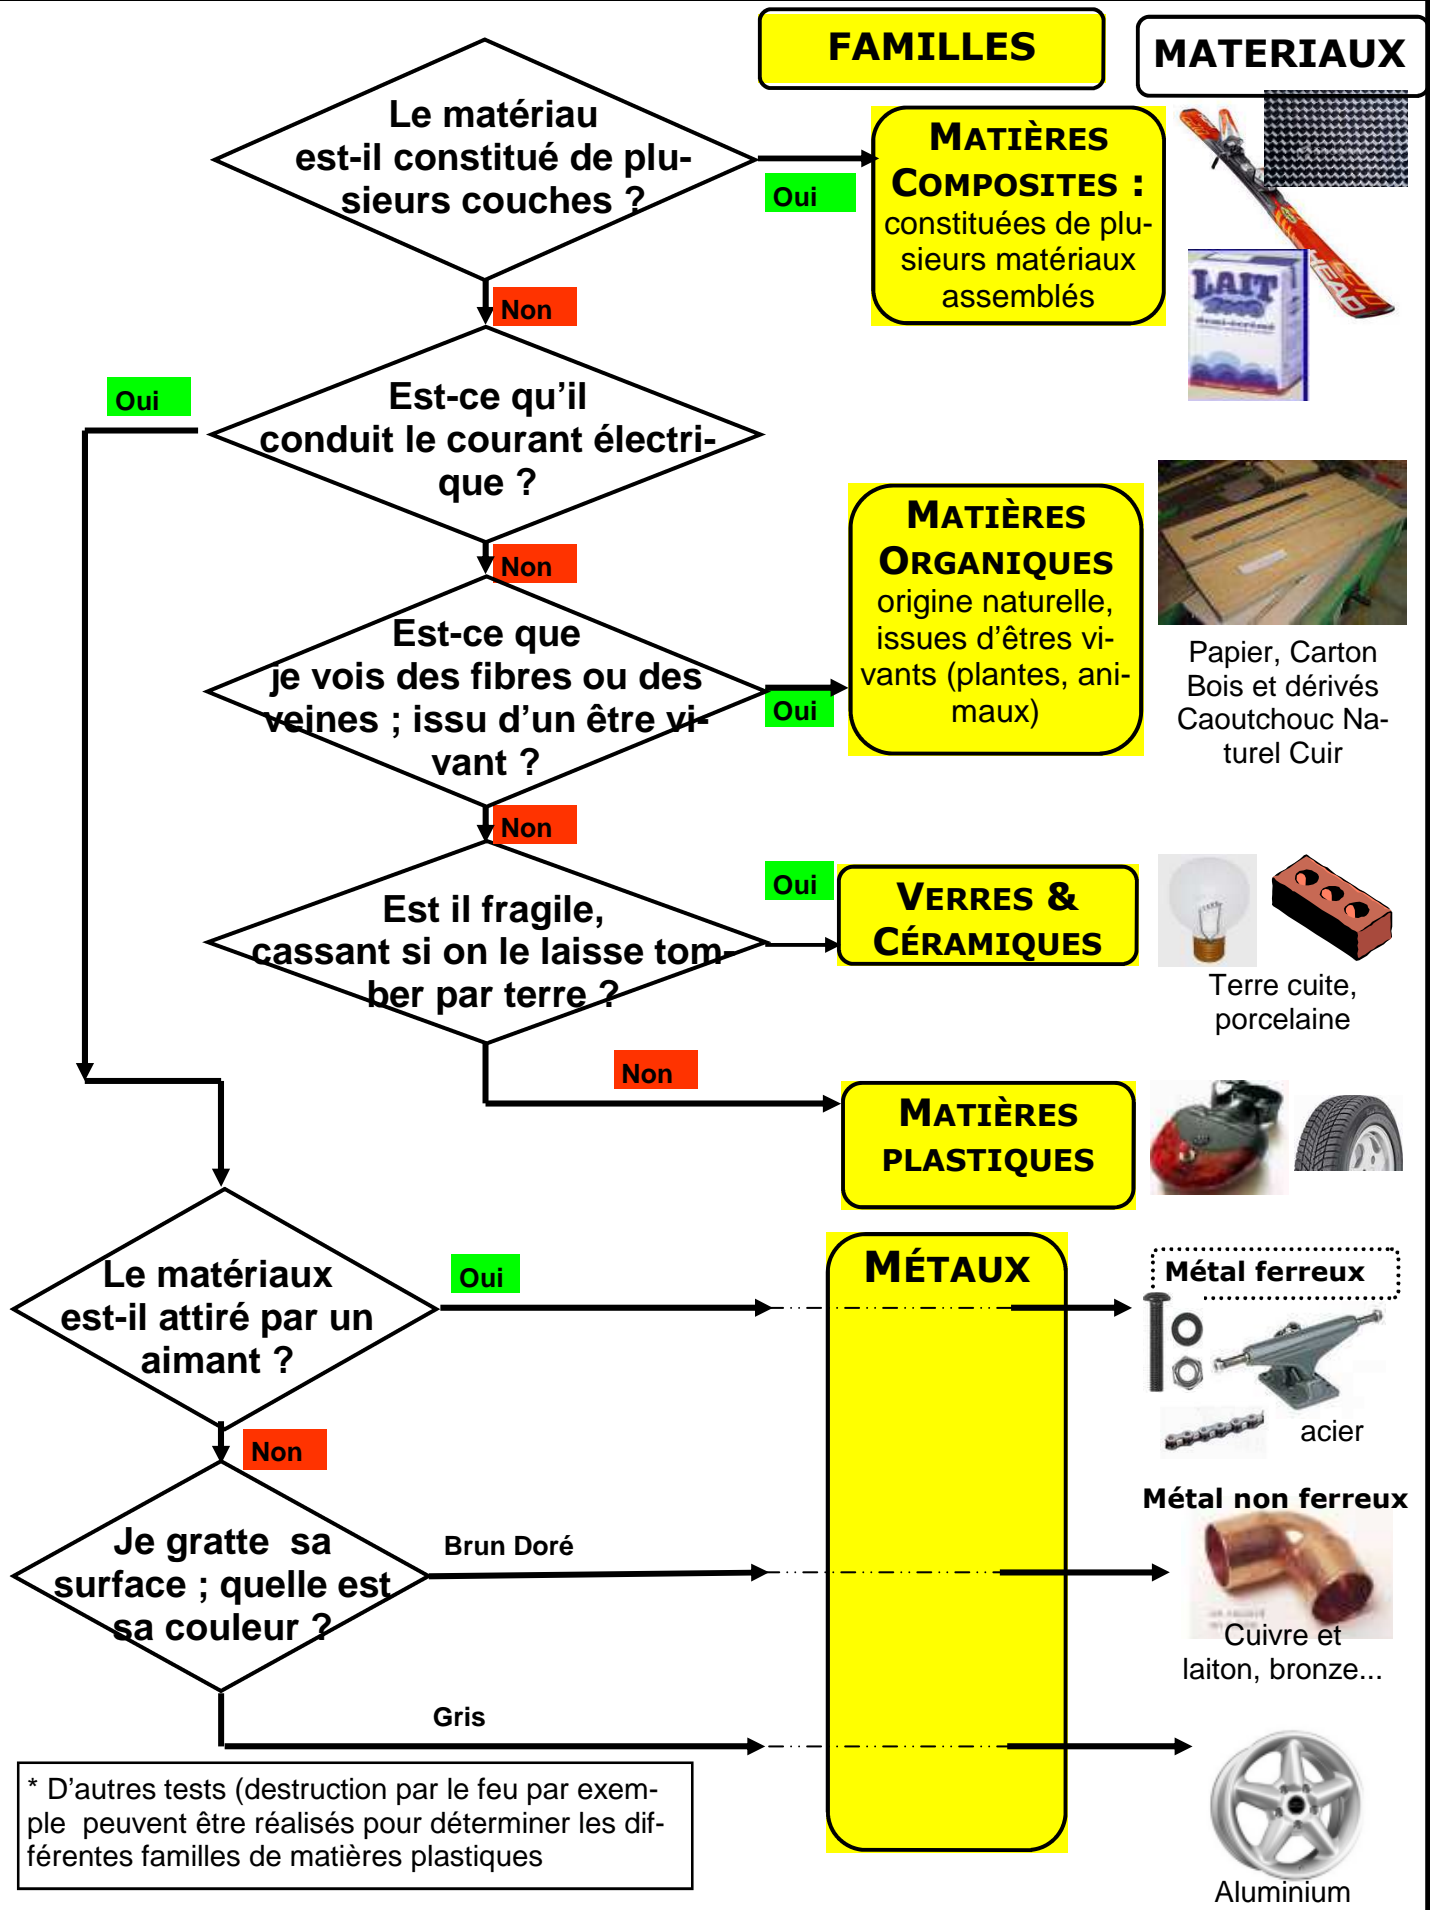 FAMILLES
MATERIAUX
Le matériau
est-il constitué de plu-
sieurs couches ?
Oui
MATIÈRES
COMPOSITES :
constituées de plu-
sieurs matériaux
assemblés
HEAD
LAIT
demi-écrémé
Non
Oui
Est-ce qu’il
conduit le courant électri-
que ?
Non
MATIÈRES
ORGANIQUES
origine naturelle,
issues d’êtres vi-
vants (plantes, ani-
maux)
Papier, Carton
Bois et dérivés
Caoutchouc Na-
turel Cuir
Est-ce que
je vois des fibres ou des
veines ; issu d’un être vi-
vant ?
Oui
Non
Est il fragile,
cassant si on le laisse tom-
ber par terre ?
Oui
VERRES &
CÉRAMIQUES
Terre cuite,
porcelaine
Non
MATIÈRES
PLASTIQUES
Le matériaux
est-il attiré par un
aimant ?
Oui
MÉTAUX
Métal ferreux
acier
Non
Je gratte  sa
surface ; quelle est
sa couleur ?
Brun Doré
Métal non ferreux
Cuivre et
laiton, bronze...
Gris
Aluminium
* D’autres tests (destruction par le feu par exem-
ple  peuvent être réalisés pour déterminer les dif-
férentes familles de matières plastiques